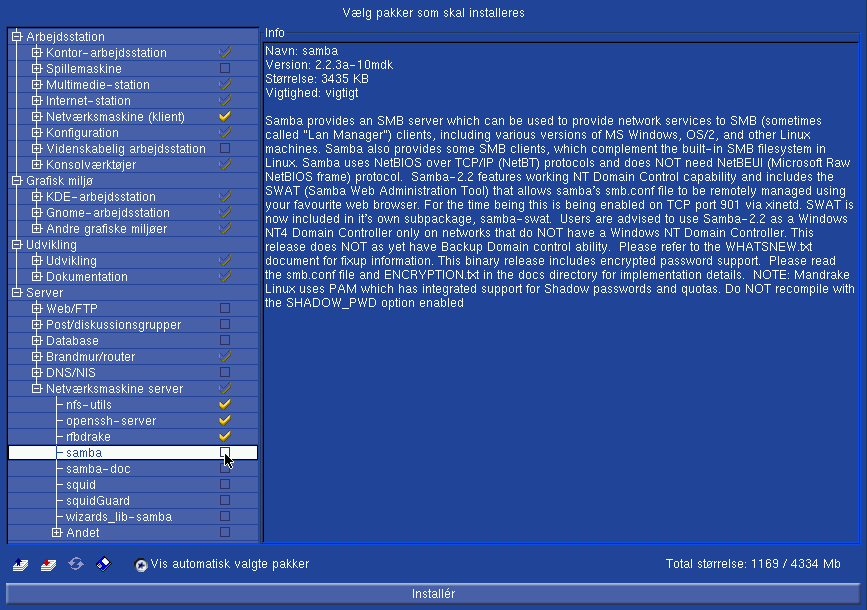 Vælg pakker som skal installeres
Arbejdsstation
Kontor-arbejdsstation
Spillemaskine
Multimedie-station
Internet-station
Netværksmaskine (klient)
Konfiguration
Videnskabelig arbejdsstation
Konsolværktøjer
Grafisk miljø
KDE-arbejdsstation
Gnome-arbejdsstation
Andre grafiske miljøer
Udvikling
Udvikling
Dokumentation
Server
Web/FTP
Post/diskussionsgrupper
Database
Brandmur/router
DNS/NIS
Netværksmaskine server
nfs-utils
openssh-server
rfbdrake
samba
samba-doc
squid
squidGuard
wizards_lib-samba
Andet
Info
Navn: samba
Version: 2.2.3a-10mdk
Størrelse: 3435 KB
Vigtighed: vigtigt
Samba provides an SMB server which can be used to provide network services to SMB (sometimes
called "Lan Manager") clients, including various versions of MS Windows, OS/2, and other Linux
machines. Samba also provides some SMB clients, which complement the built-in SMB filesystem in
Linux. Samba uses NetBIOS over TCP/IP (NetBT) protocols and does NOT need NetBEUI (Microsoft Raw
NetBIOS frame) protocol.  Samba-2.2 features working NT Domain Control capability and includes the
SWAT (Samba Web Administration Tool) that allows samba's smb.conf file to be remotely managed using
your favourite web browser. For the time being this is being enabled on TCP port 901 via xinetd. SWAT is
now included in it's own subpackage, samba-swat.  Users are advised to use Samba-2.2 as a Windows
NT4 Domain Controller only on networks that do NOT have a Windows NT Domain Controller. This
release does NOT as yet have Backup Domain control ability.  Please refer to the WHATSNEW.txt
document for fixup information. This binary release includes encrypted password support.  Please read
the smb.conf file and ENCRYPTION.txt in the docs directory for implementation details.  NOTE: Mandrake
Linux uses PAM which has integrated support for Shadow passwords and quotas. Do NOT recompile with
the SHADOW_PWD option enabled
Vis automatisk valgte pakker
Total størrelse: 1169 / 4334 Mb
Installér